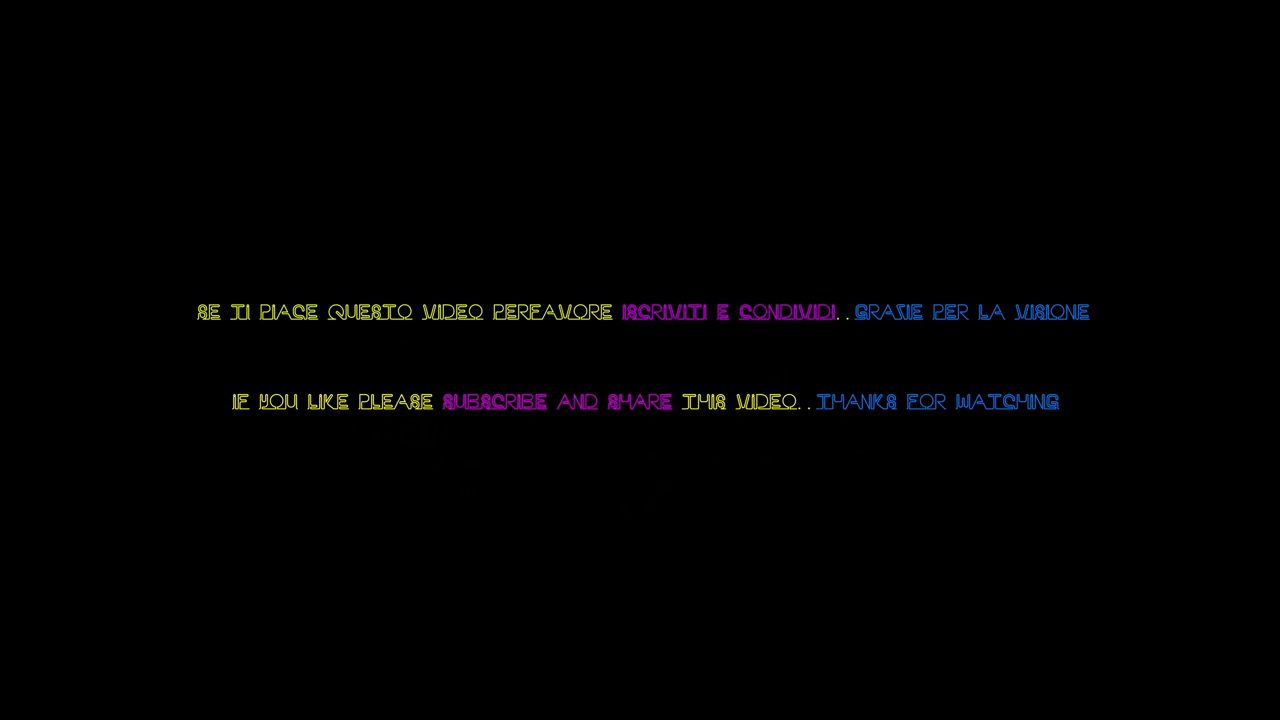 SE TI PIACE QUESTO VIDEO PERFAVORE ISCRIVITI E CONDIVIDI..GRAZIE PER LA VISIONE
IF YOU LIKE PLEASE SUBSCRIBE AND SHARE THIS VIDEO..THANKS FOR WATCHING